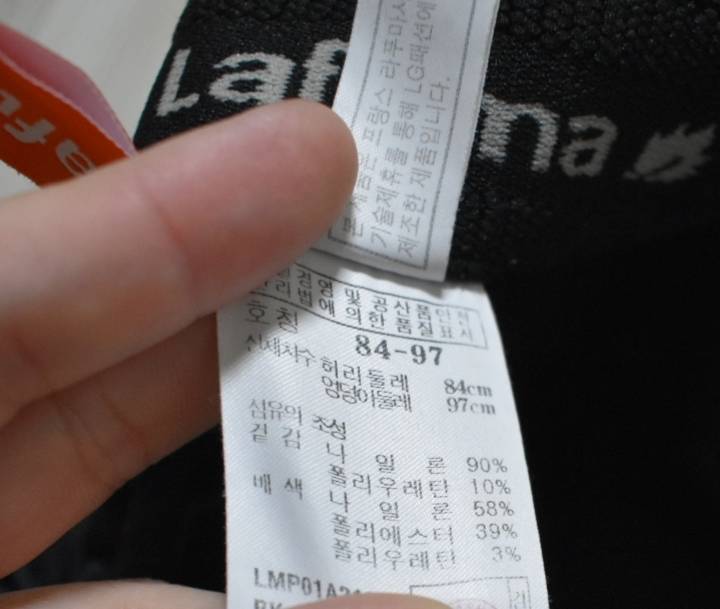 Laf
ma
본 제품은 프랑스 라푸마사
기술제휴를 통해 LG패션에
제조한 제품입니다.
영 및 공산품안전
리법에 의한 품질표시
호칭
84-97
신체치수 허리둘레 84cm
엉덩이둘레 97cm
섬유의 조성
겉감
나일론 90%
폴리우레탄 10%
배색
나일론 58%
폴리에스터 39%
폴리우레탄 3%
LMP01A